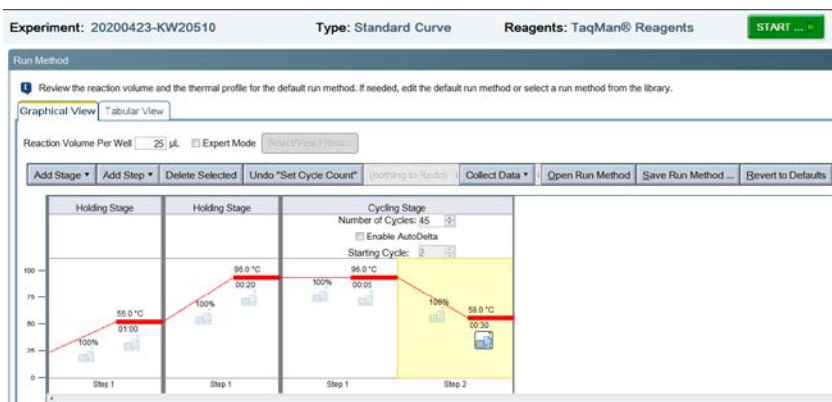 Experiment: 20200423-KW20510 Type: Standard Curve Reagents: TaqMan® Reagents START ... »
Run Method
Review the reaction volume and the thermal profile for the default run method. If needed, edit the default run method or select a run method from the library.
Graphical View Tabular View
Reaction Volume Per Well 25 µL Expert Mode
Add Stage Add Step Delete Selected Undo "Set Cycle Count" (nothing to Redo) Collect Data Open Run Method Save Run Method ... Revert to Defaults
Holding Stage Holding Stage Cycling Stage
Number of Cycles: 45
Enable AutoDelta
Starting Cycle: 2
100 96.0 °C 96.0 °C
00:20 100% 00:05
75 100% 100%
55.0 °C 58.0 °C
50 01:00 00:30
100%
25
0
Step 1 Step 1 Step 1 Step 2